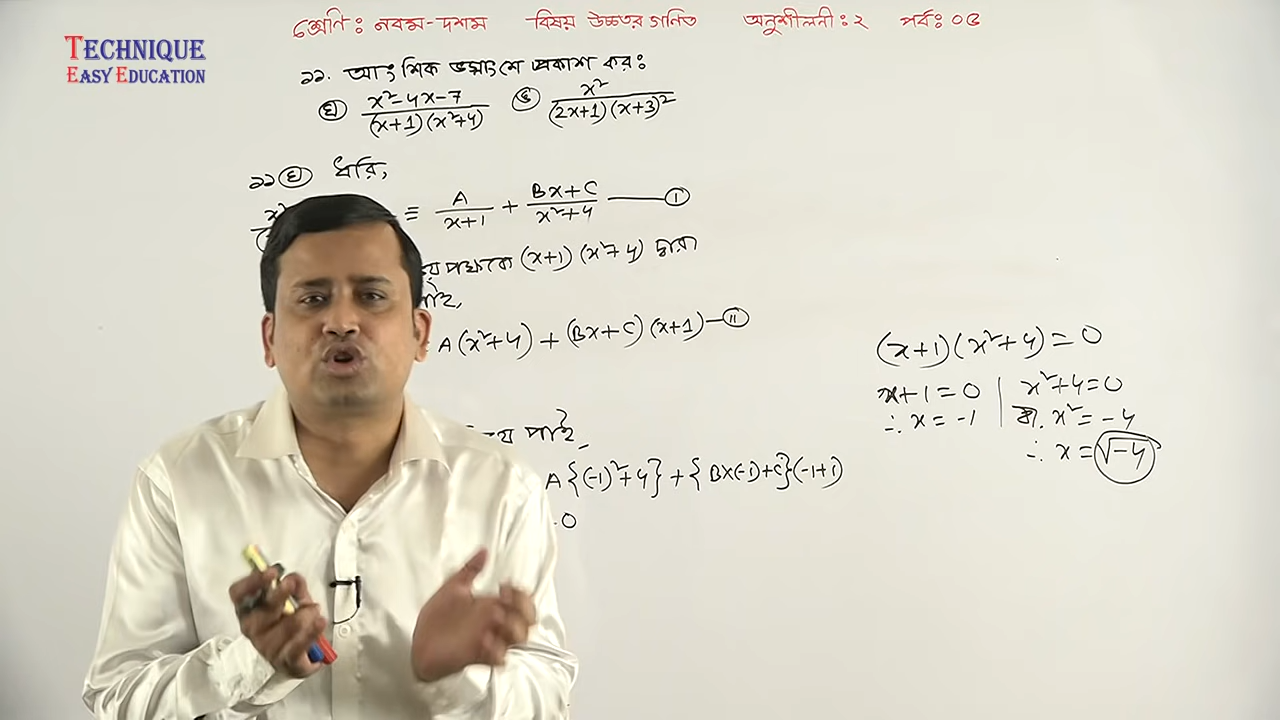 TECHNIQUE
EASY EDUCATION
শ্রেণি: নবম-দশম বিষয় উচ্চতর গনিত অনুশীলনী: ২ পর্ব: ০৫
১১. আংশিক ভগ্নাংশে প্রকাশ কর:
ঘ (x²-4x-7)/((x+1)(x²+4)) ঙ x²/((2x+1)(x+3)²)
১১ ঘ ধরি,
≡ A/(x+1) + (Bx+C)/(x²+4) —— i
(x+1)(x²+4) দ্বারা
A(x²+4) + (Bx+C)(x+1) — ii
পাই,
A{(-1)²+4} + {B×(-1)+C}(-1+1)
(x+1)(x²+4)=0
x+1=0 | x²+4=0
∴ x=-1 | বা, x²=-4
∴ x=√-4